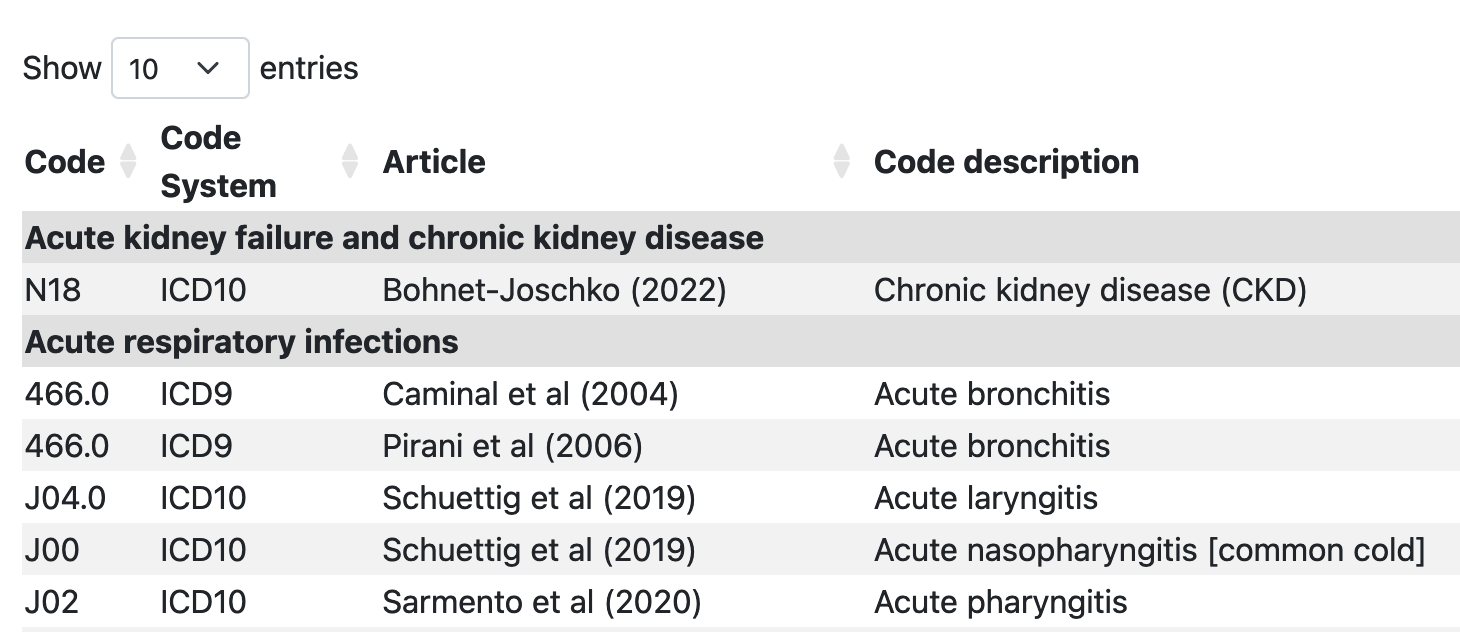 Show 10 entries
Code Code System Article Code description
Acute kidney failure and chronic kidney disease
N18 ICD10 Bohnet-Joschko (2022) Chronic kidney disease (CKD)
Acute respiratory infections
466.0 ICD9 Caminal et al (2004) Acute bronchitis
466.0 ICD9 Pirani et al (2006) Acute bronchitis
J04.0 ICD10 Schuettig et al (2019) Acute laryngitis
J00 ICD10 Schuettig et al (2019) Acute nasopharyngitis [common cold]
J02 ICD10 Sarmento et al (2020) Acute pharyngitis